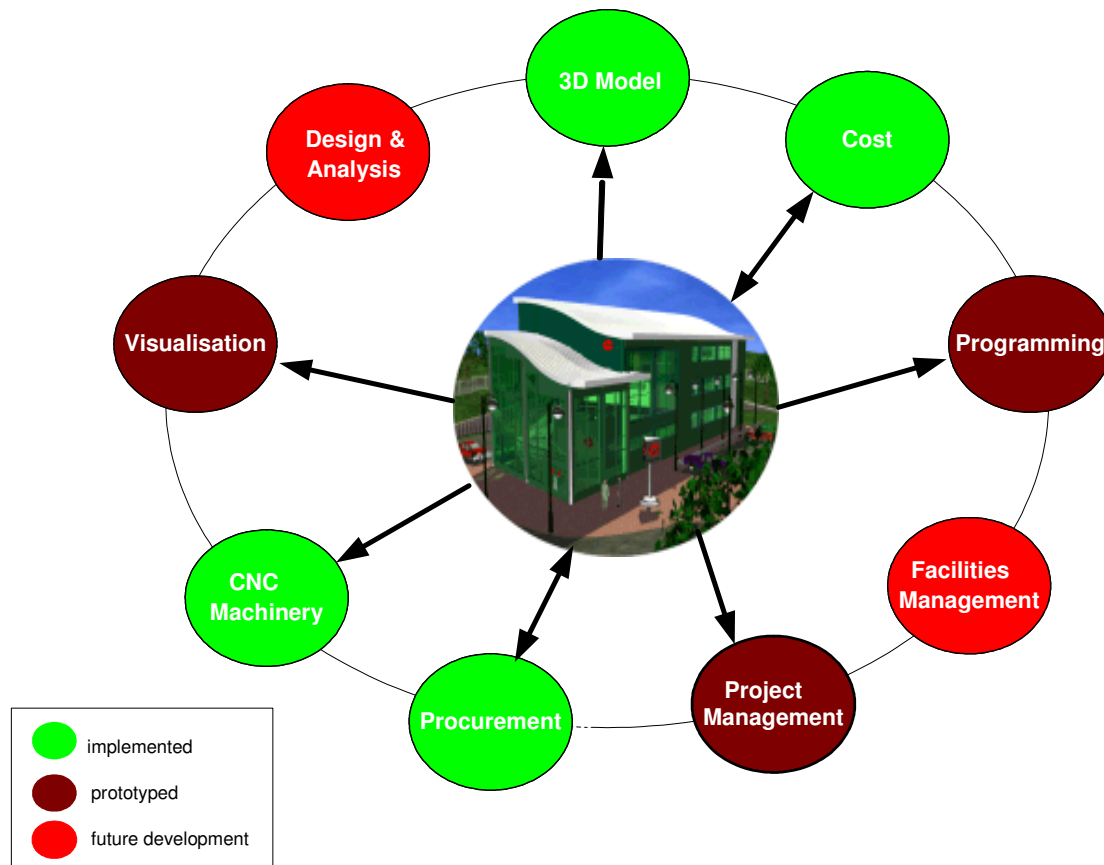 3D Model
Cost
Design &
Analysis
Visualisation
Programming
CNC
Machinery
Facilities
Management
Procurement
Project
Management
implemented
prototyped
future development